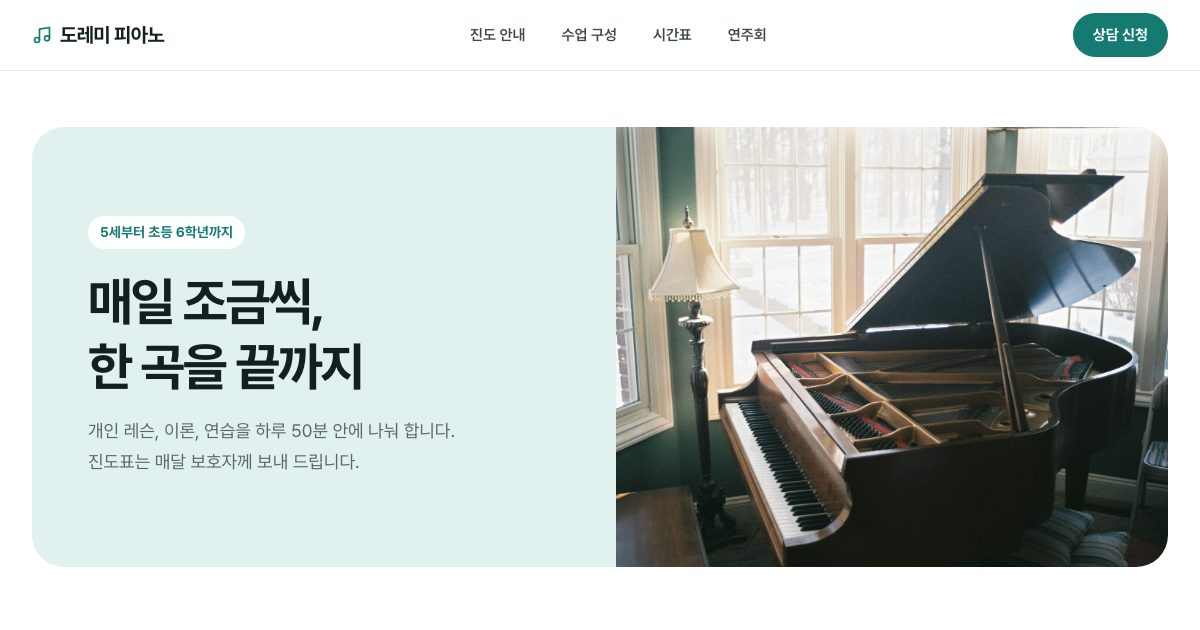 도레미 피아노
진도 안내
수업 구성
시간표
연주회
상담 신청
5세부터 초등 6학년까지
매일 조금씩,
한 곡을 끝까지
개인 레슨, 이론, 연습을 하루 50분 안에 나눠 합니다.
진도표는 매달 보호자께 보내 드립니다.